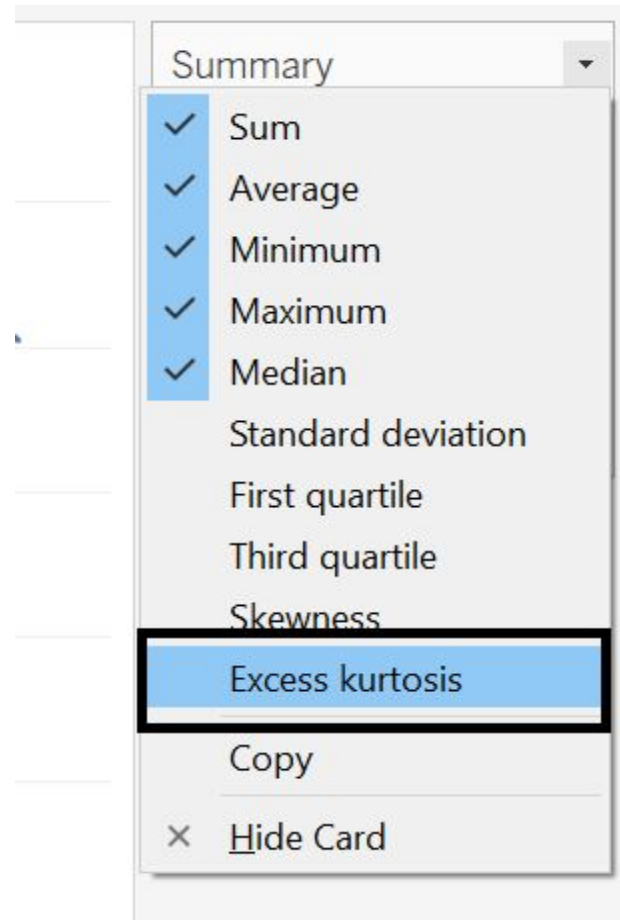 Summary
Sum
Average
Minimum
Maximum
Median
Standard deviation
First quartile
Third quartile
Skewness
Excess kurtosis
Copy
Hide Card